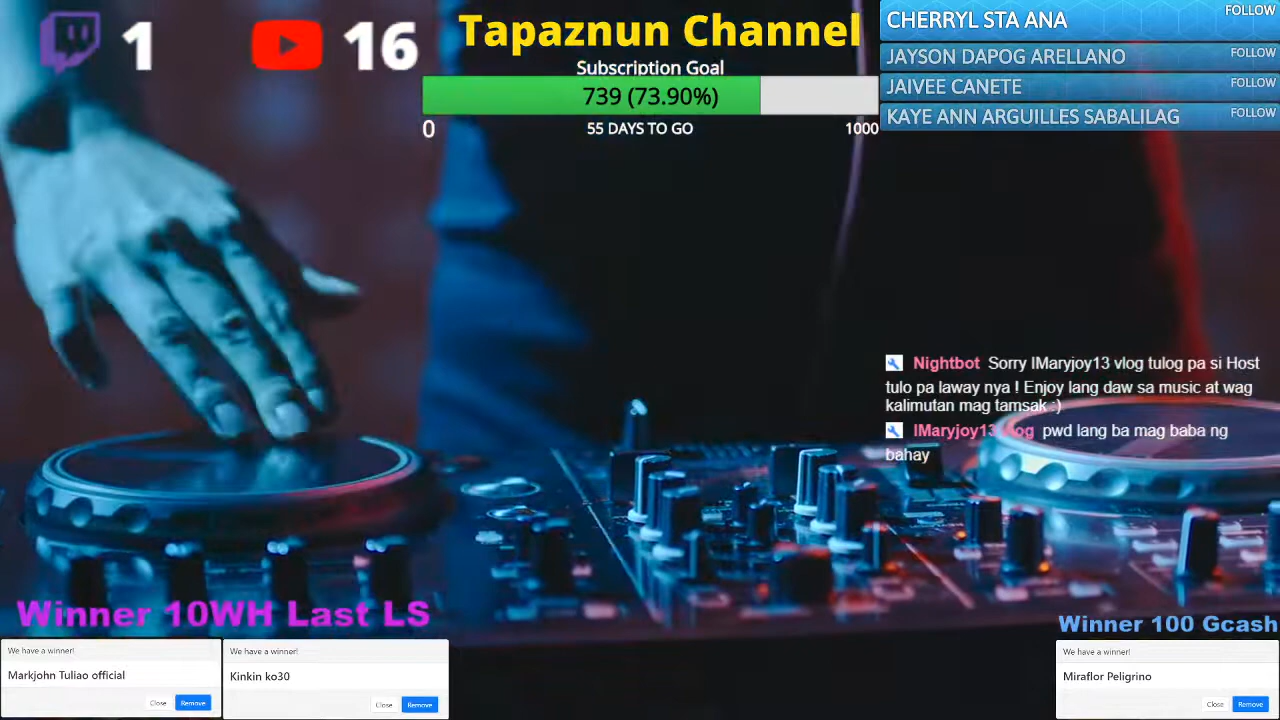 1
16
Tapaznun Channel
Subscription Goal
739 (73.90%)
0
55 DAYS TO GO
1000
CHERRYL STA ANA
FOLLOW
JAYSON DAPOG ARELLANO
FOLLOW
JAIVEE CANETE
FOLLOW
KAYE ANN ARGUILLES SABALILAG
FOLLOW
Nightbot Sorry IMaryjoy13 vlog tulog pa si Host
tulo pa laway nya ! Enjoy lang daw sa music at wag
kalimutan mag tamsak :)
IMaryjoy13 vlog pwd lang ba mag baba ng
bahay
Winner 10WH Last LS
We have a winner!
Markjohn Tuliao official
Close
Remove
We have a winner!
Kinkin ko30
Close
Remove
Winner 100 Gcash
We have a winner!
Miraflor Peligrino
Close
Remove